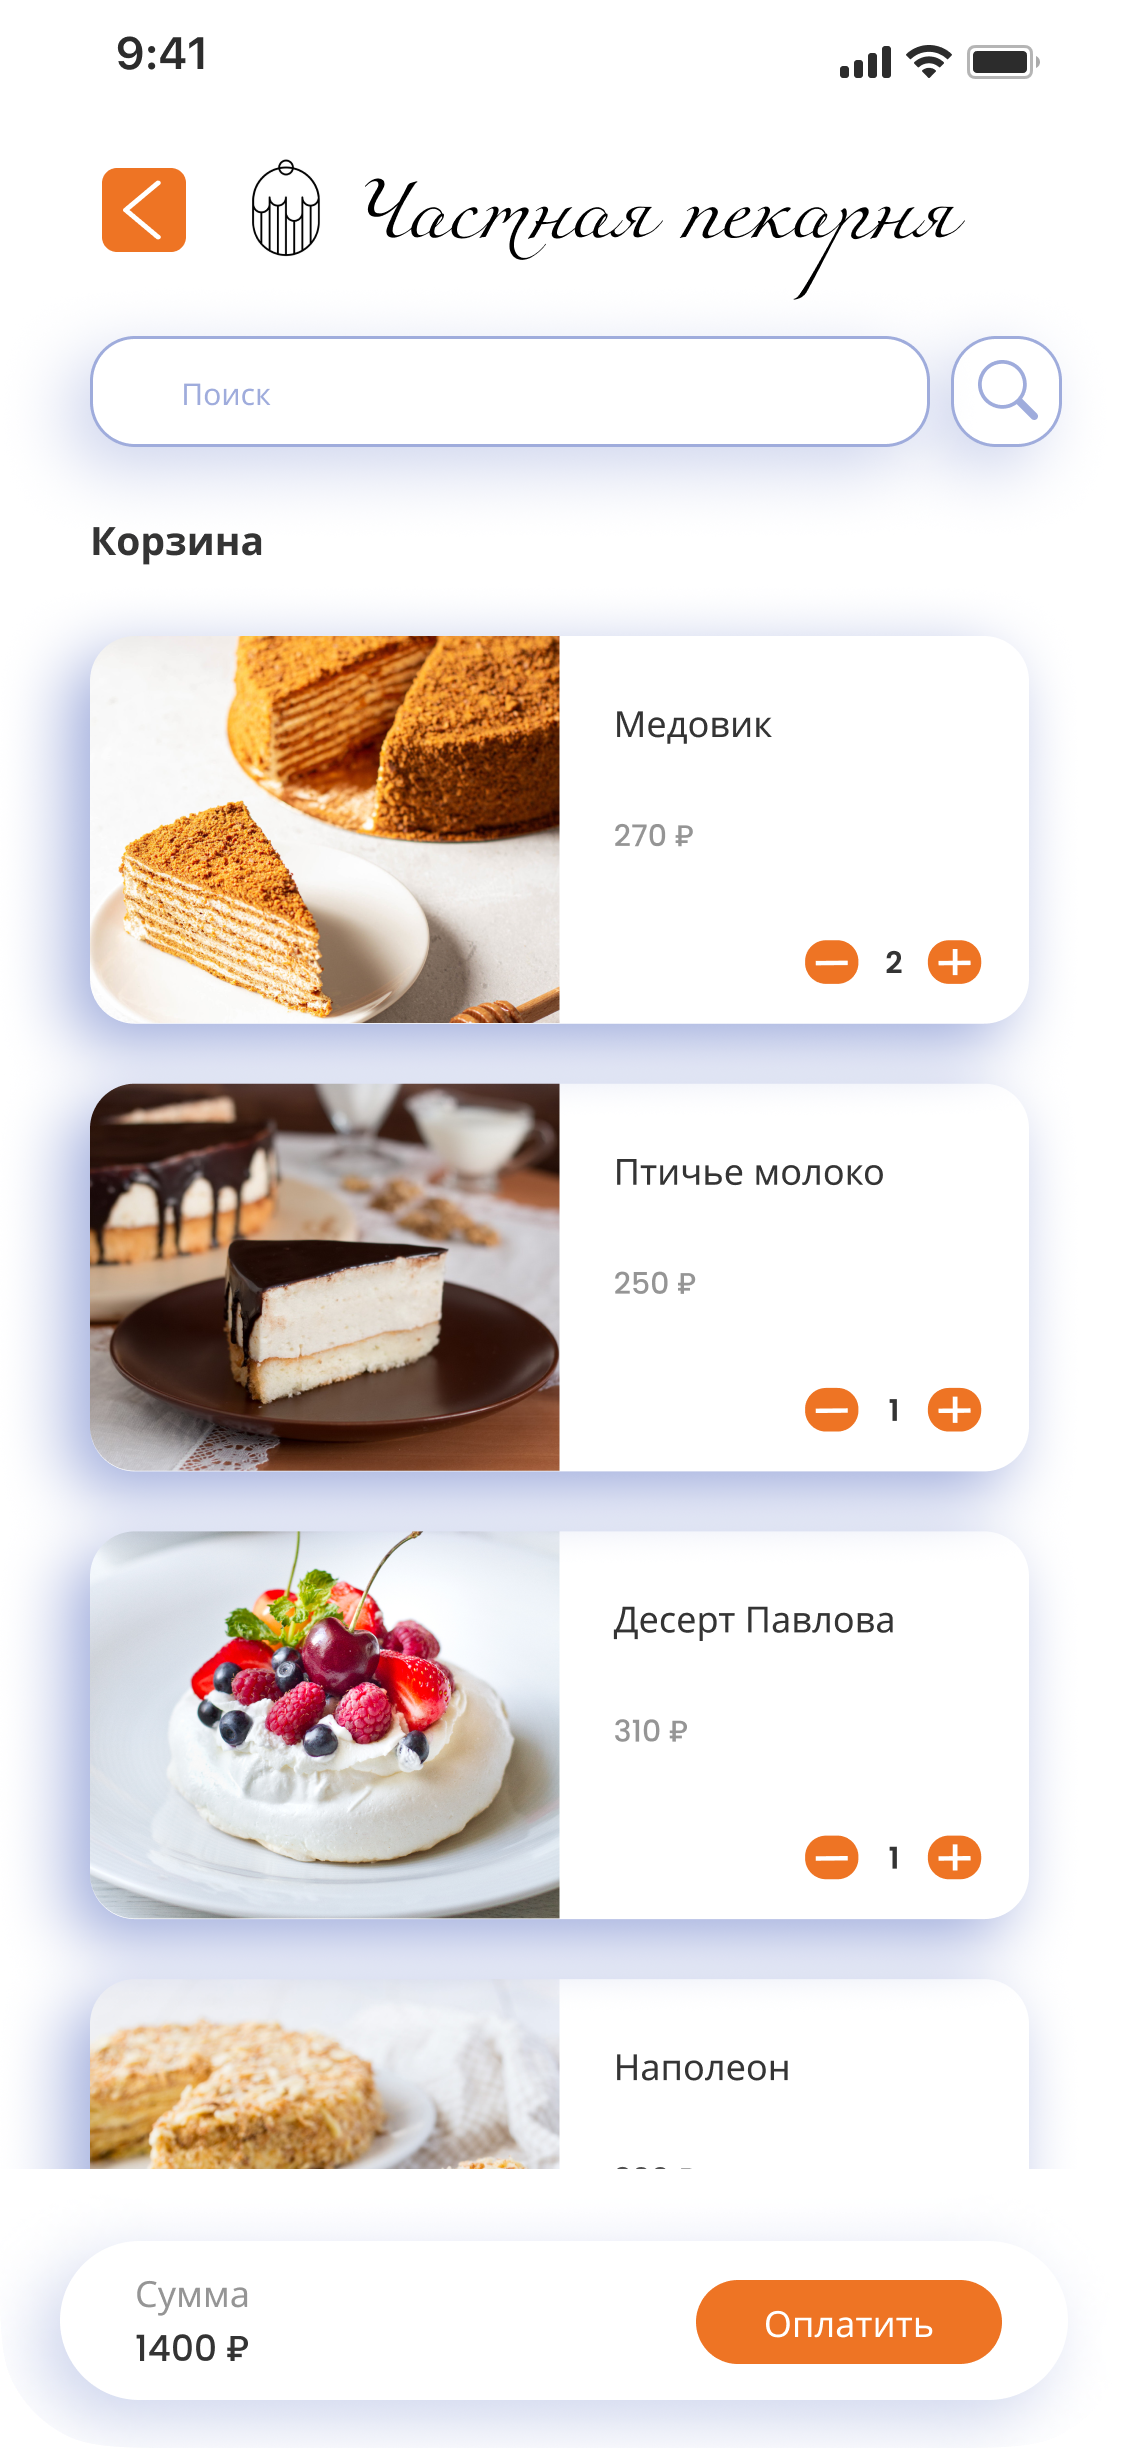 9:41
Частная пекарня
Поиск
Корзина
Медовик
270 ₽
2
Птичье молоко
250 ₽
1
Десерт Павлова
310 ₽
1
Наполеон
Сумма
1400 ₽
Оплатить